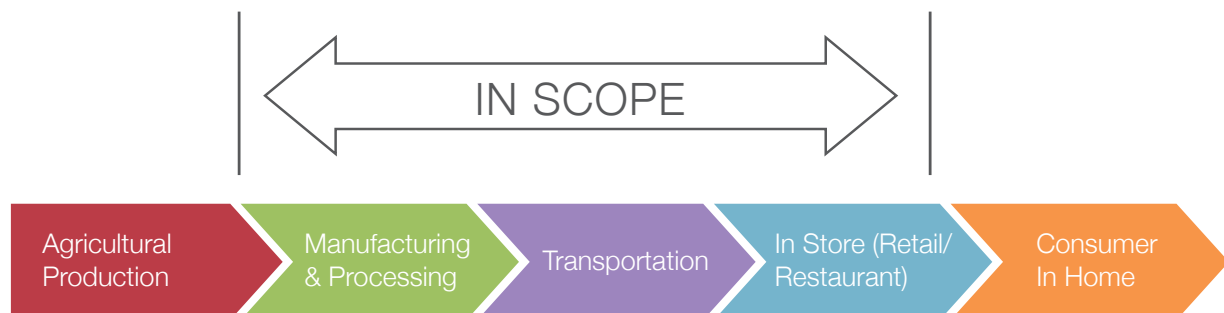 IN SCOPE
Agricultural
Production
Manufacturing
& Processing
Transportation
In Store (Retail/
Restaurant)
Consumer
In Home